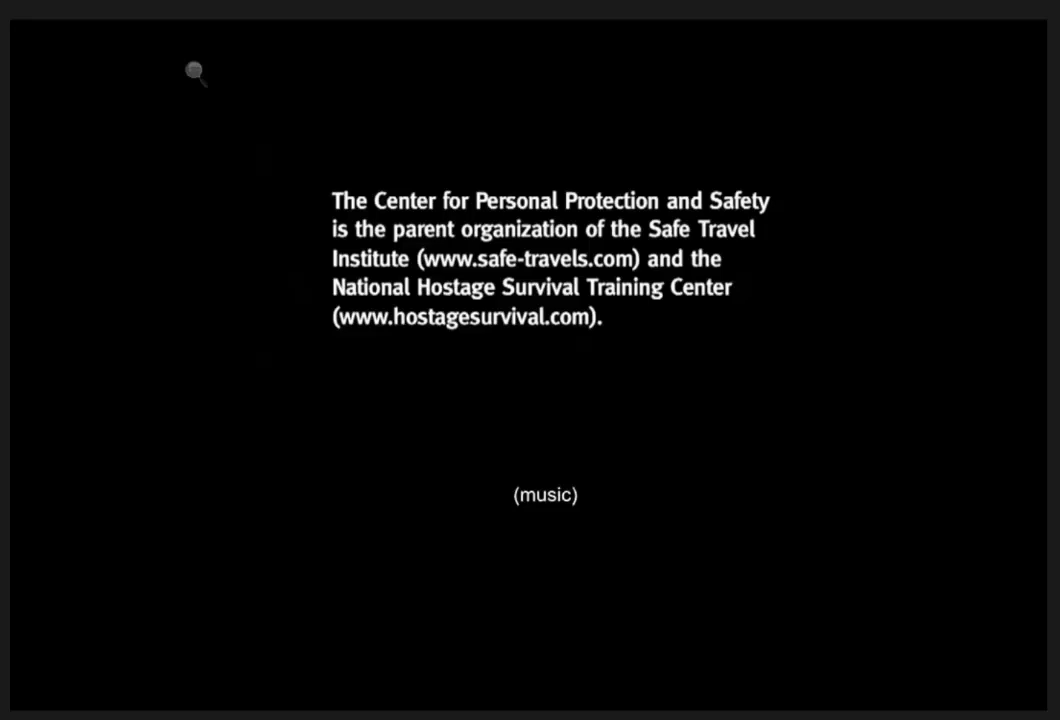 The Center for Personal Protection and Safety
is the parent organization of the Safe Travel
Institute (www.safe-travels.com) and the
National Hostage Survival Training Center
(www.hostagesurvival.com).
(music)